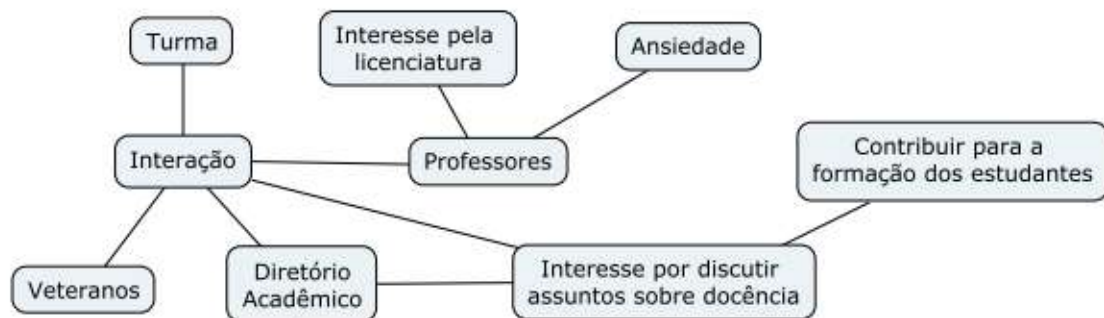 Turma
Interesse pela
licenciatura
Ansiedade
Interação
Professores
Contribuir para a
formação dos estudantes
Veteranos
Diretório
Acadêmico
Interesse por discutir
assuntos sobre docência